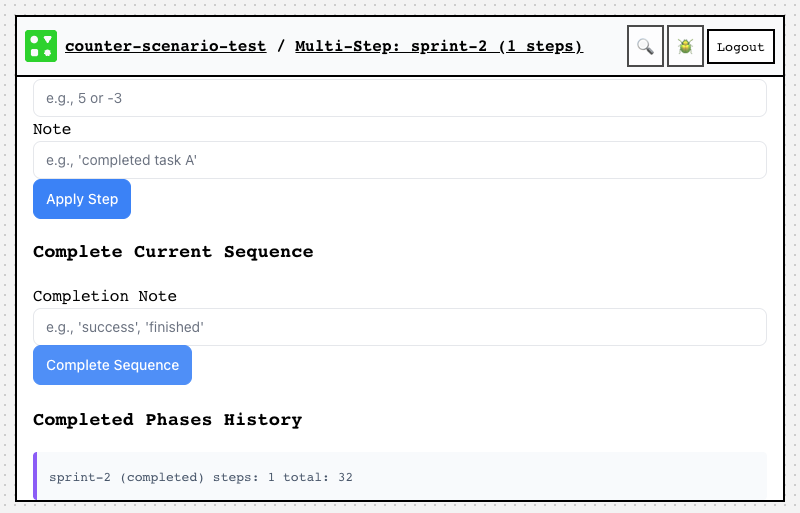 counter-scenario-test / Multi-Step: sprint-2 (1 steps)
Logout
e.g., 5 or -3
Note
e.g., 'completed task A'
Apply Step
Complete Current Sequence
Completion Note
e.g., 'success', 'finished'
Complete Sequence
Completed Phases History
sprint-2 (completed) steps: 1 total: 32